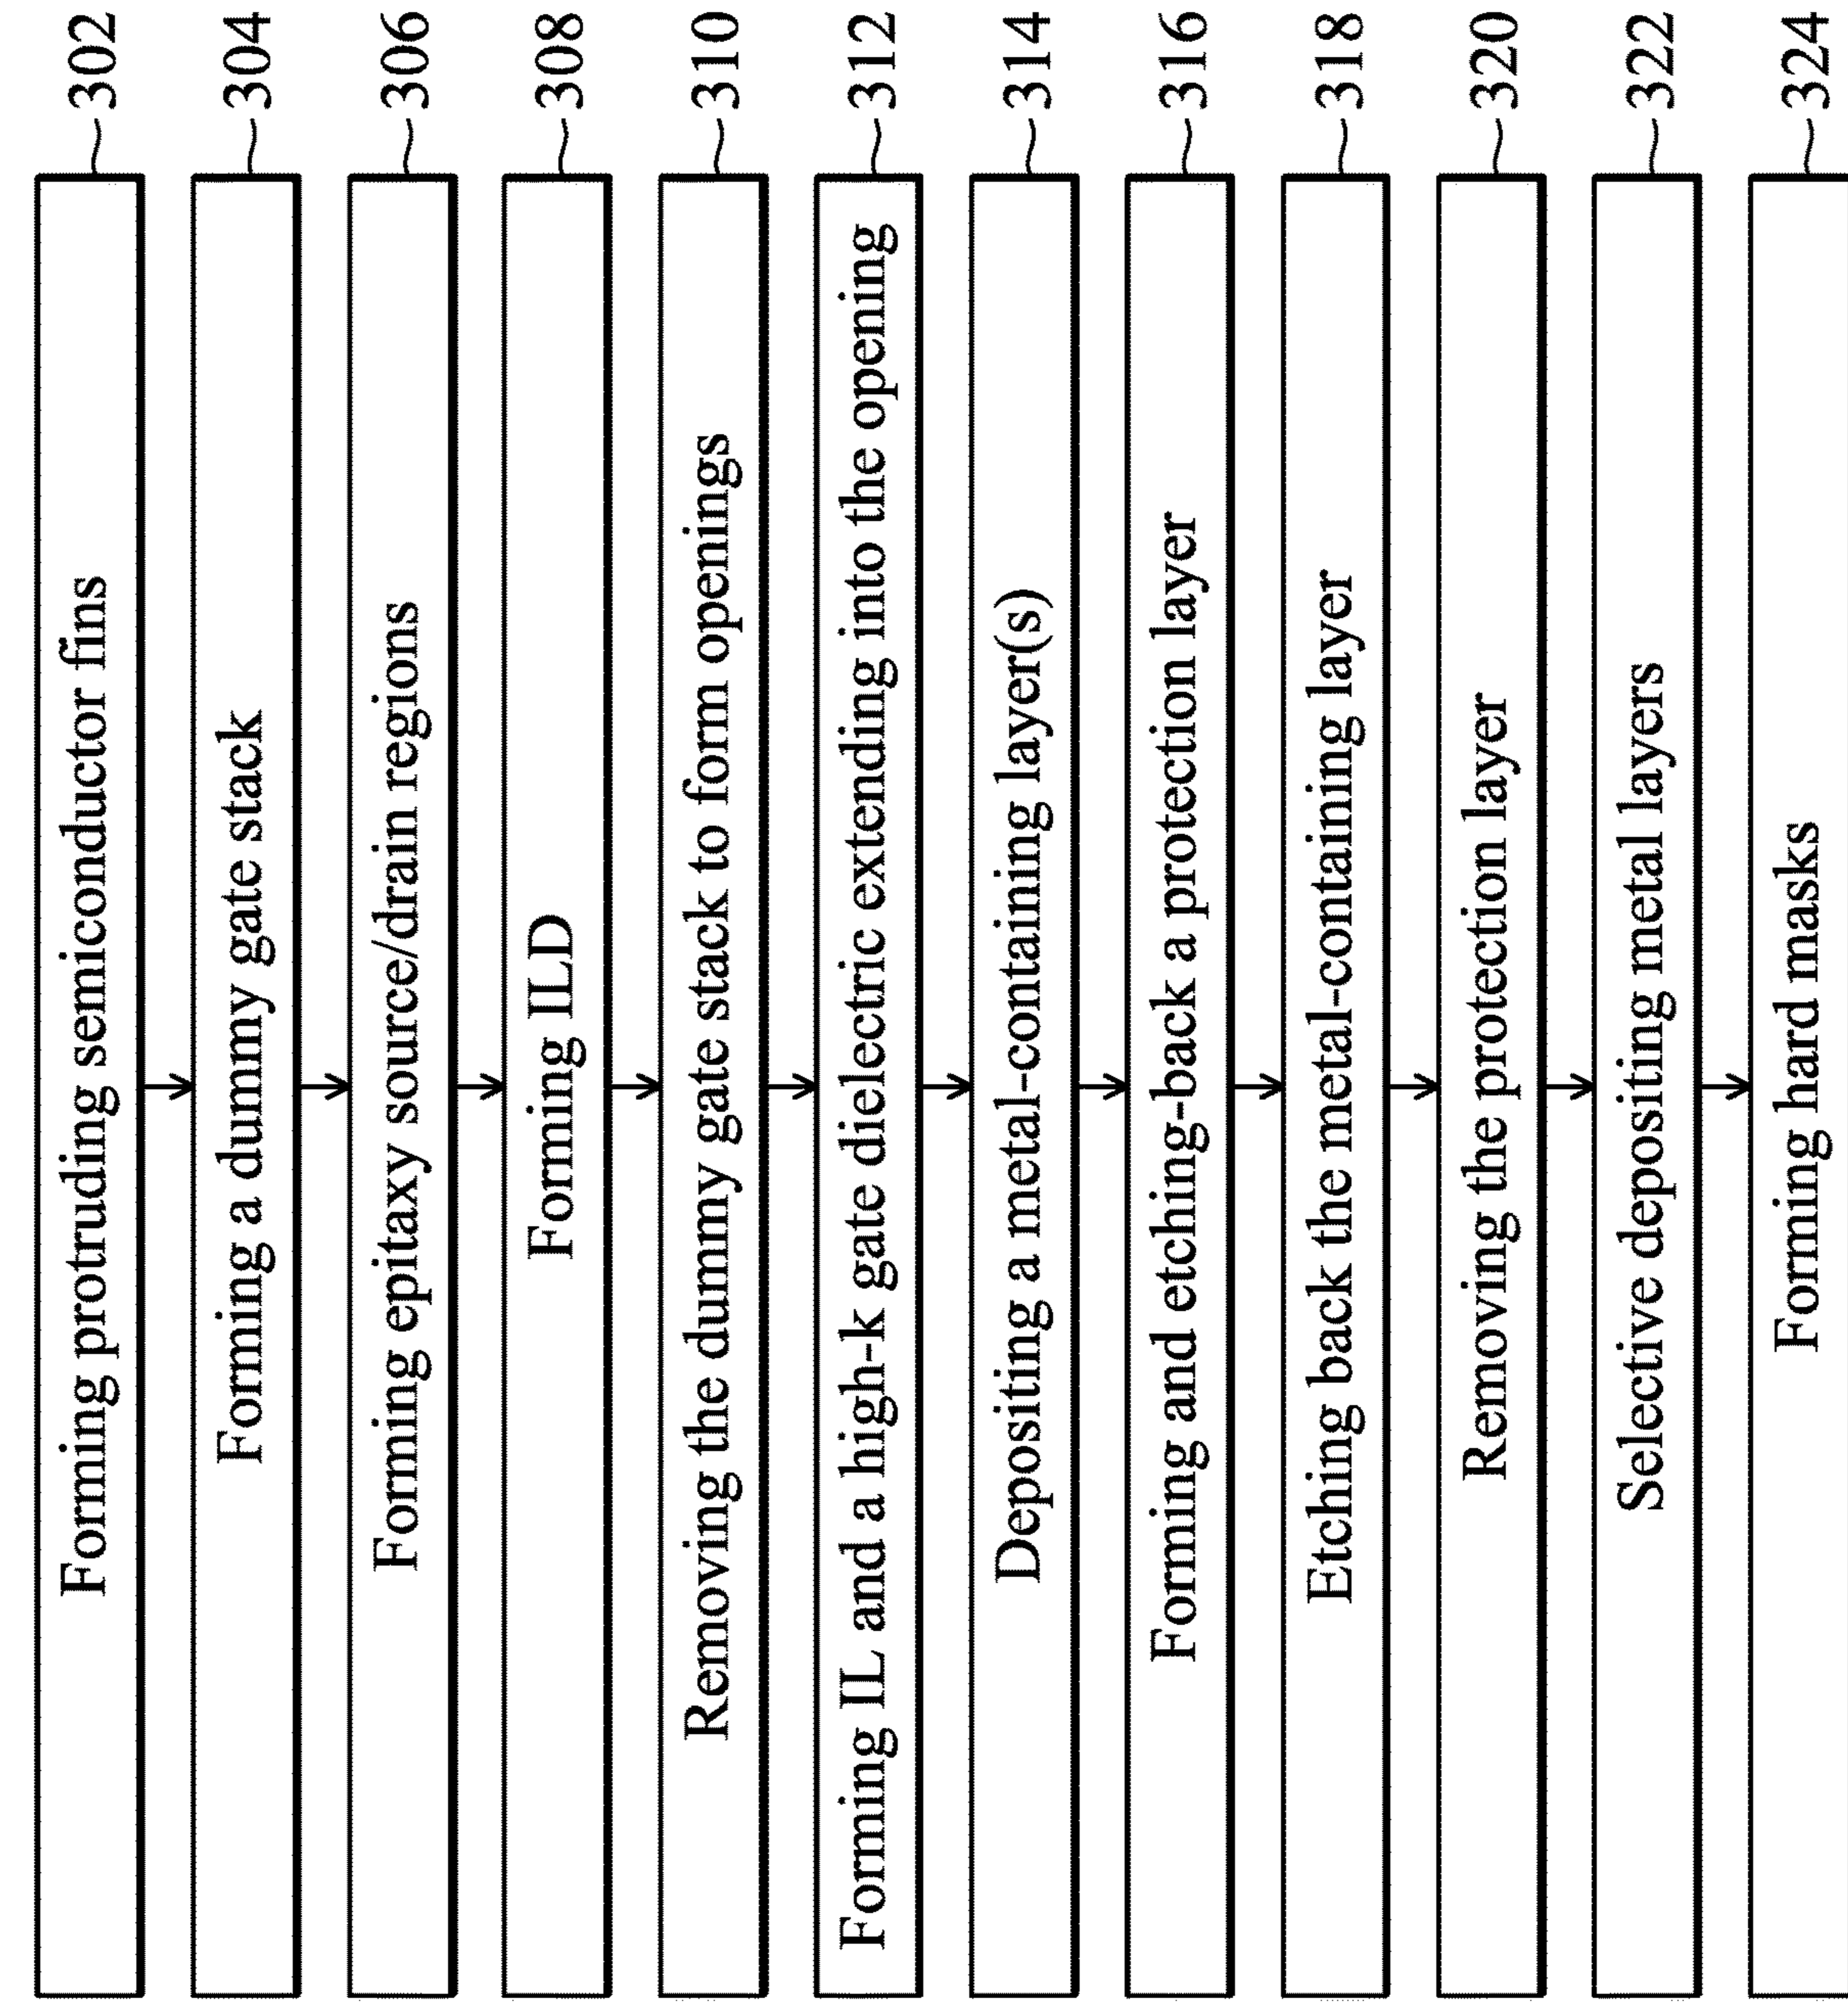 Forming protruding semiconductor fins 302
Forming a dummy gate stack 304
Forming epitaxy source/drain regions 306
Forming ILD 308
Removing the dummy gate stack to form openings 310
Forming IL and a high-k gate dielectric extending into the opening 312
Depositing a metal-containing layer(s) 314
Forming and etching-back a protection layer 316
Etching back the metal-containing layer 318
Removing the protection layer 320
Selective depositing metal layers 322
Forming hard masks 324